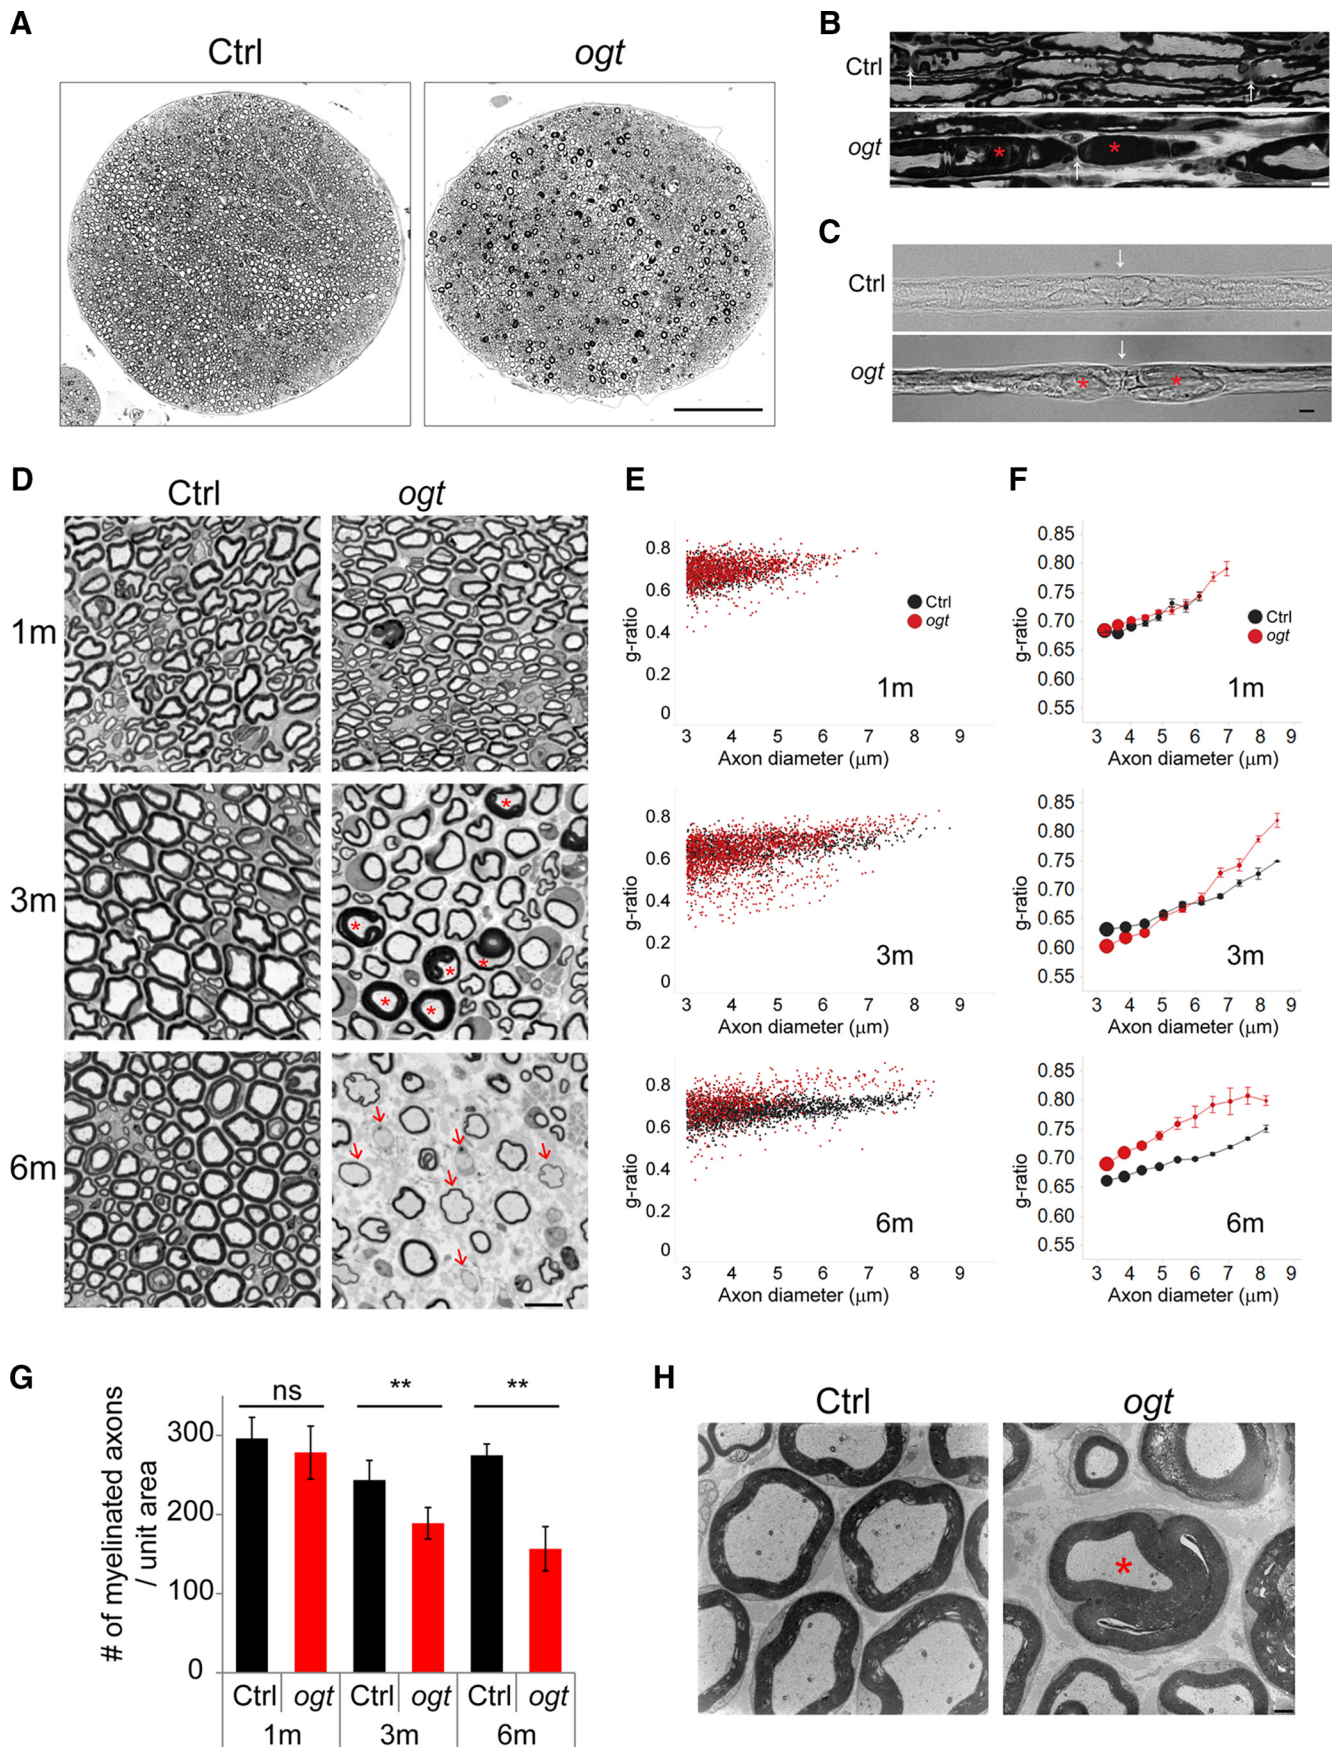 A
Ctrl
ogt
B
Ctrl
ogt
*
*
C
Ctrl
ogt
*
*
D
Ctrl
ogt
1m
3m
*
*
*
*
*
*
6m
E
g-ratio
0.8
0.6
0.4
0.2
0
Ctrl
ogt
1m
3 4 5 6 7 8 9
Axon diameter (μm)
g-ratio
0.8
0.6
0.4
0.2
0
3m
3 4 5 6 7 8 9
Axon diameter (μm)
g-ratio
0.8
0.6
0.4
0.2
0
6m
3 4 5 6 7 8 9
Axon diameter (μm)
F
g-ratio
0.85
0.80
0.75
0.70
0.65
0.60
0.55
Ctrl
ogt
1m
3 4 5 6 7 8 9
Axon diameter (μm)
g-ratio
0.85
0.80
0.75
0.70
0.65
0.60
0.55
3m
3 4 5 6 7 8 9
Axon diameter (μm)
g-ratio
0.85
0.80
0.75
0.70
0.65
0.60
0.55
6m
3 4 5 6 7 8 9
Axon diameter (μm)
G
# of myelinated axons
/ unit area
300
200
100
0
ns
**
**
Ctrl ogt Ctrl ogt Ctrl ogt
1m 3m 6m
H
Ctrl
ogt
*